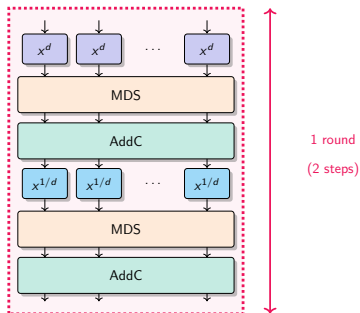 x^d x^d ... x^d
MDS
AddC
x^{1/d} x^{1/d} ... x^{1/d}
MDS
AddC
1 round
(2 steps)